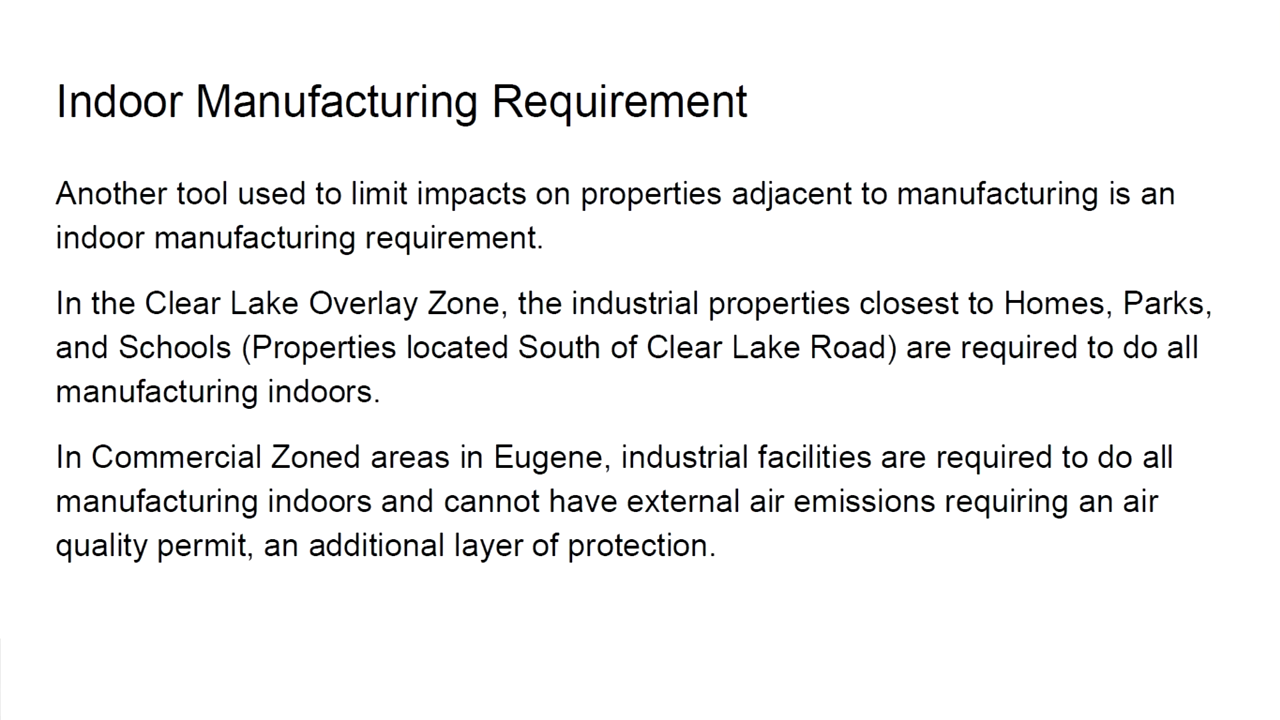 Indoor Manufacturing Requirement
Another tool used to limit impacts on properties adjacent to manufacturing is an
indoor manufacturing requirement.
In the Clear Lake Overlay Zone, the industrial properties closest to Homes, Parks,
and Schools (Properties located South of Clear Lake Road) are required to do all
manufacturing indoors.
In Commercial Zoned areas in Eugene, industrial facilities are required to do all
manufacturing indoors and cannot have external air emissions requiring an air
quality permit, an additional layer of protection.